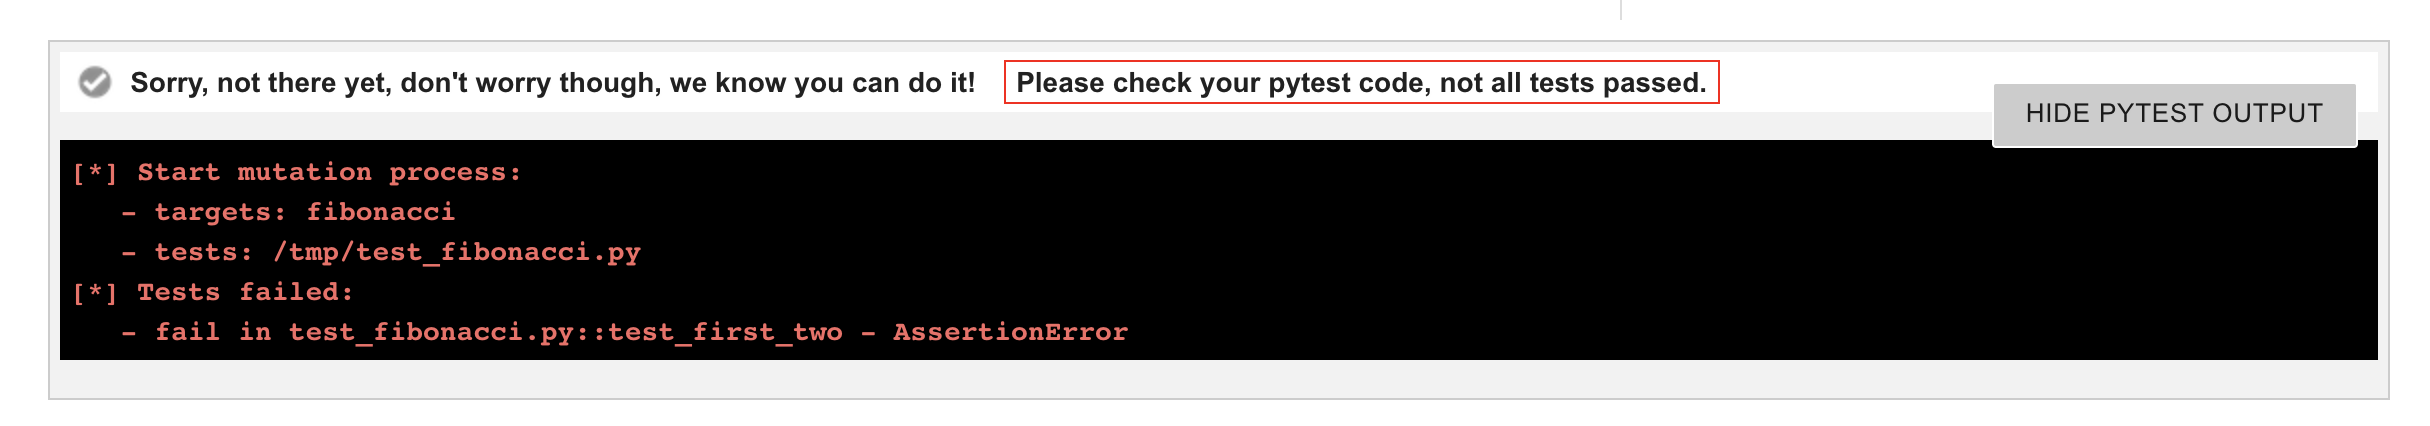 Sorry, not there yet, don't worry though, we know you can do it! Please check your pytest code, not all tests passed.
HIDE PYTEST OUTPUT
[*] Start mutation process:
- targets: fibonacci
- tests: /tmp/test_fibonacci.py
[*] Tests failed:
- fail in test_fibonacci.py::test_first_two - AssertionError